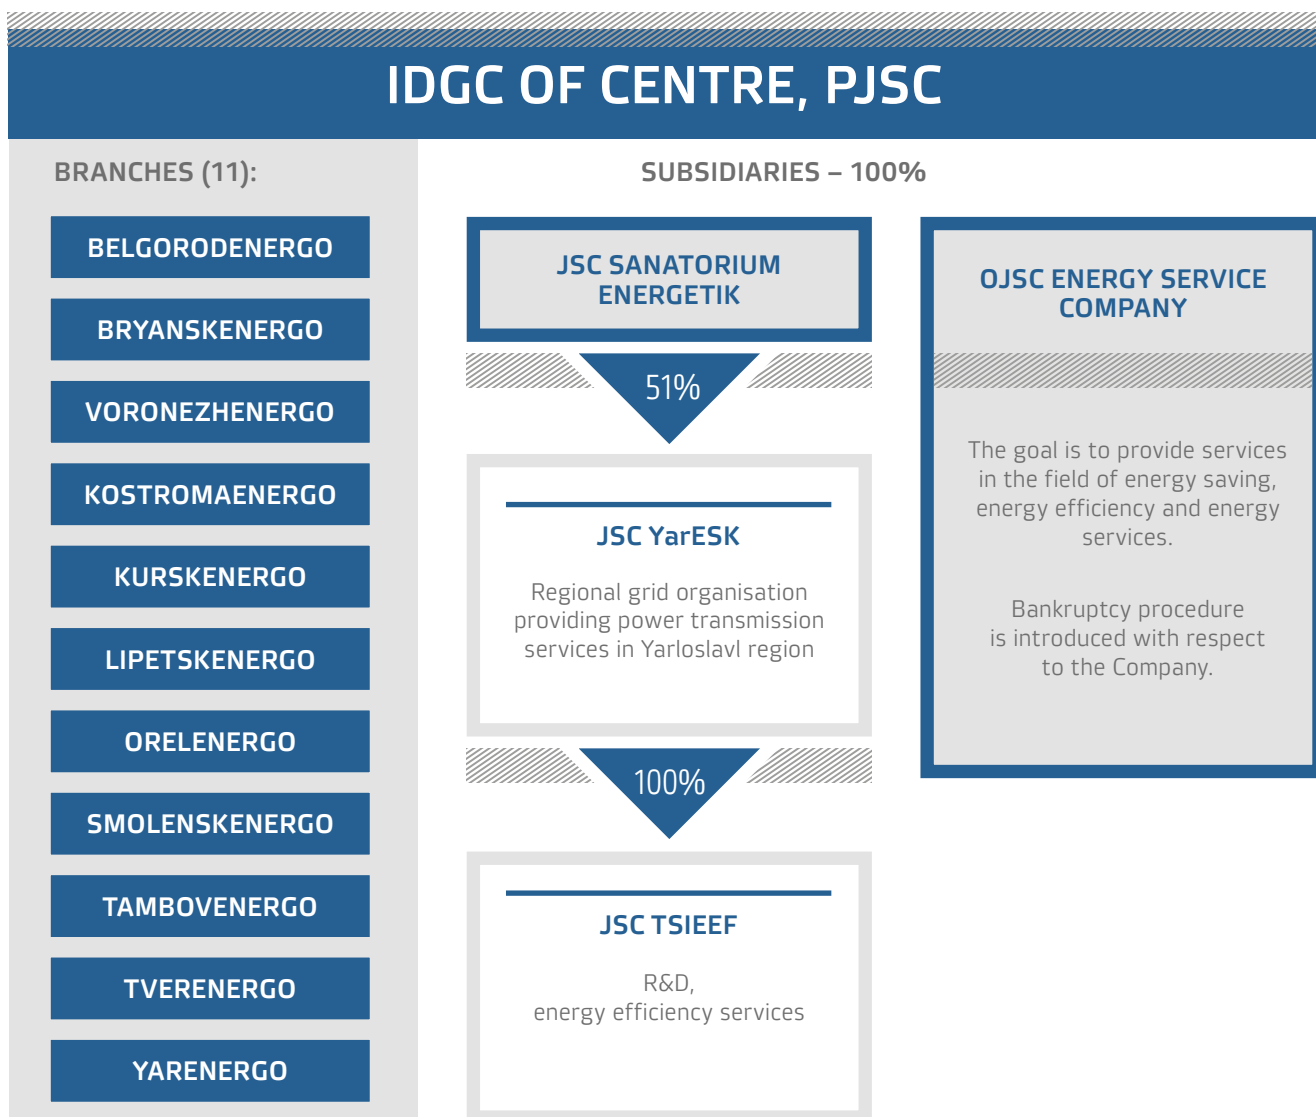 IDGC OF CENTRE, PJSC
BRANCHES (11):
BELGORODENERGO
BRYANSKENERGO
VORONEZHENERGO
KOSTROMAENERGO
KURSKENERGO
LIPETSKENERGO
ORELENERGO
SMOLENSKENERGO
TAMBOVENERGO
TVERENERGO
YARENERGO
SUBSIDIARIES – 100%
JSC SANATORIUM
ENERGETIK
51%
JSC YarESK
Regional grid organisation
providing power transmission
services in Yarloslavl region
100%
JSC TSIEEF
R&D,
energy efficiency services
OJSC ENERGY SERVICE
COMPANY
The goal is to provide services
in the field of energy saving,
energy efficiency and energy
services.
Bankruptcy procedure
is introduced with respect
to the Company.